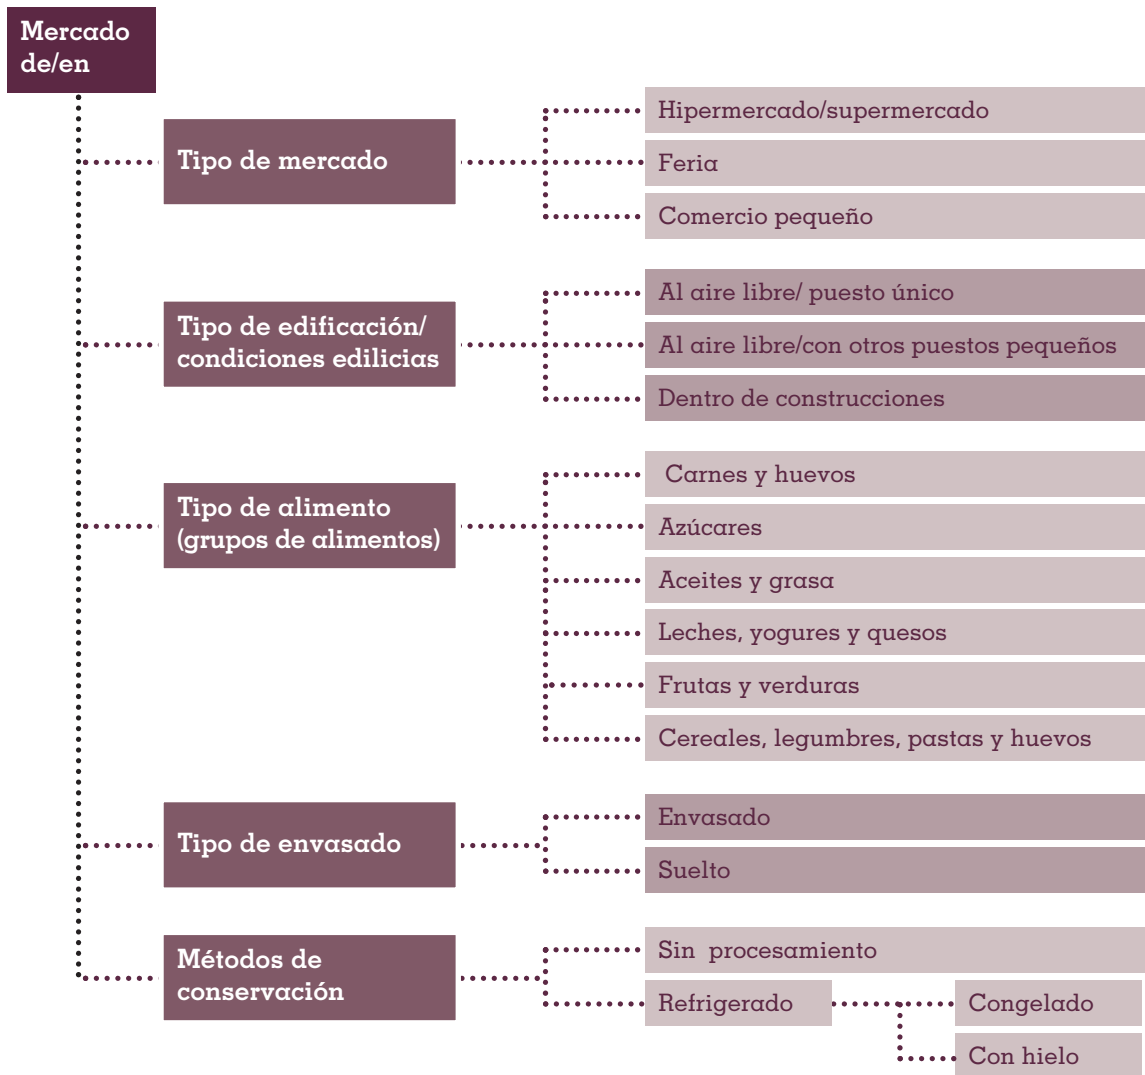 Mercado
de/en
Tipo de mercado
Hipermercado/supermercado
Feria
Comercio pequeño
Tipo de edificación/
condiciones edilicias
Al aire libre/ puesto único
Al aire libre/con otros puestos pequeños
Dentro de construcciones
Tipo de alimento
(grupos de alimentos)
Carnes y huevos
Azúcares
Aceites y grasa
Leches, yogures y quesos
Frutas y verduras
Cereales, legumbres, pastas y huevos
Tipo de envasado
Envasado
Suelto
Métodos de
conservación
Sin procesamiento
Refrigerado
Congelado
Con hielo